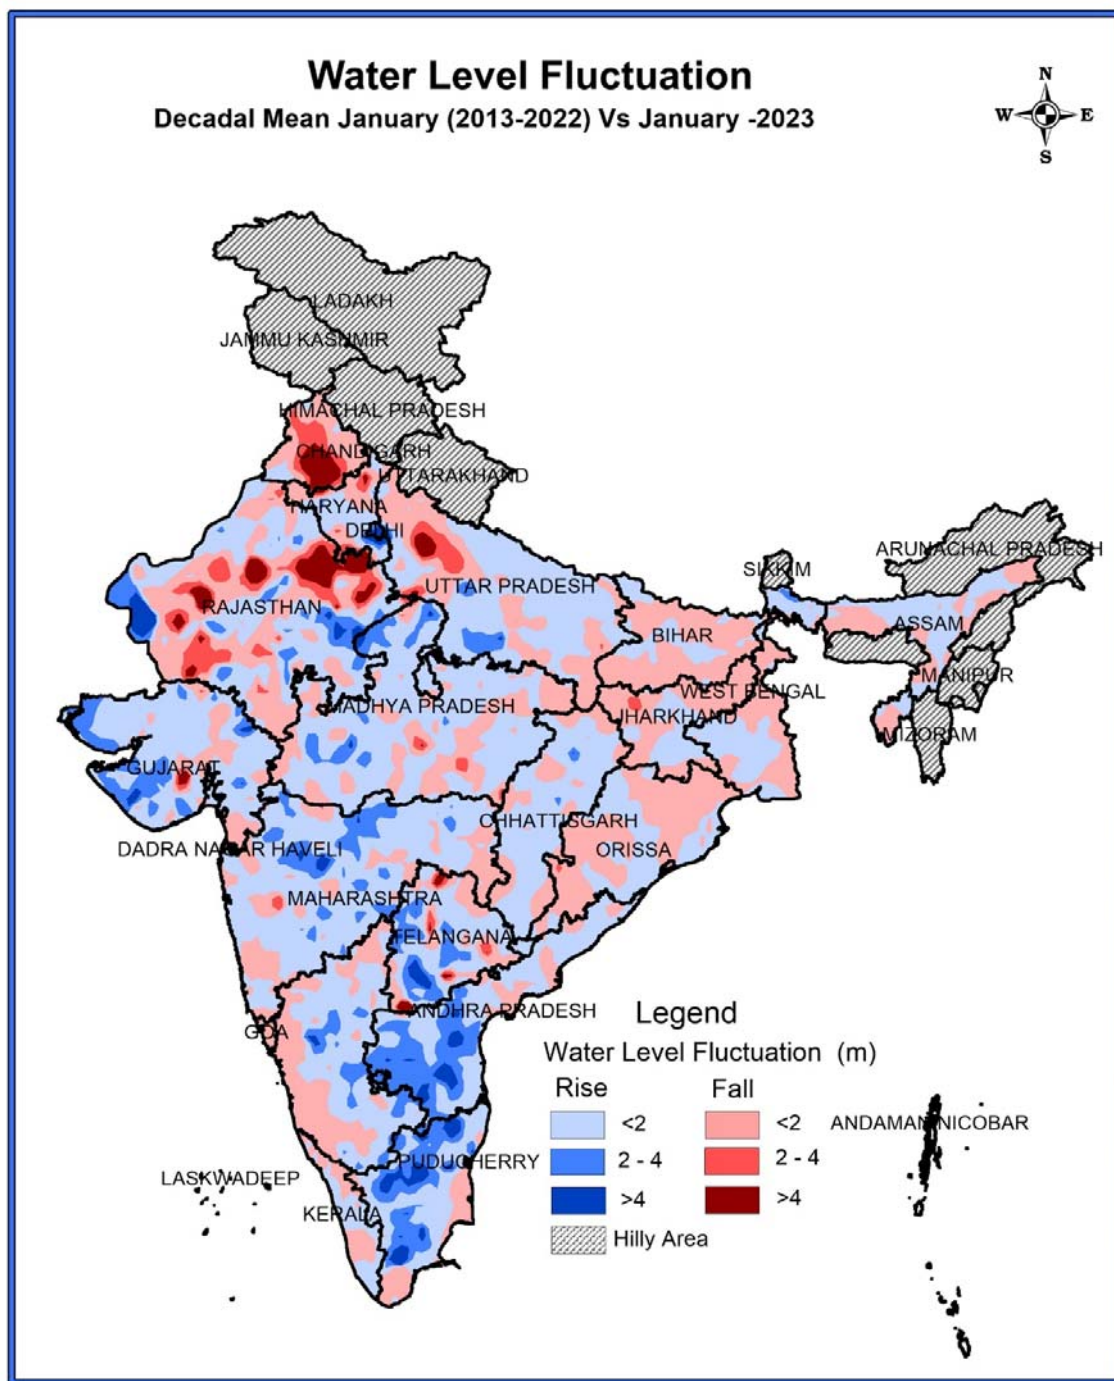 Water Level Fluctuation
Decadal Mean January (2013-2022) Vs January -2023
N
W E
S
LADAKH
JAMMU KASHMIR
HIMACHAL PRADESH
CHANDIGARH
UTTARAKHAND
HARYANA
DELHI
ARUNACHAL PRADESH
SIKKIM
UTTAR PRADESH
RAJASTHAN
ASSAM
BIHAR
MANIPUR
WEST BENGAL
MADHYA PRADESH
JHARKHAND
MIZORAM
GUJARAT
CHHATTISGARH
DADRA NAGAR HAVELI
ORISSA
MAHARASHTRA
TELANGANA
ANDHRA PRADESH
GOA
Legend
Water Level Fluctuation (m)
Rise Fall
<2 <2
2 - 4 2 - 4
>4 >4
Hilly Area
ANDAMAN NICOBAR
PUDUCHERRY
LASKWADEEP
KERALA